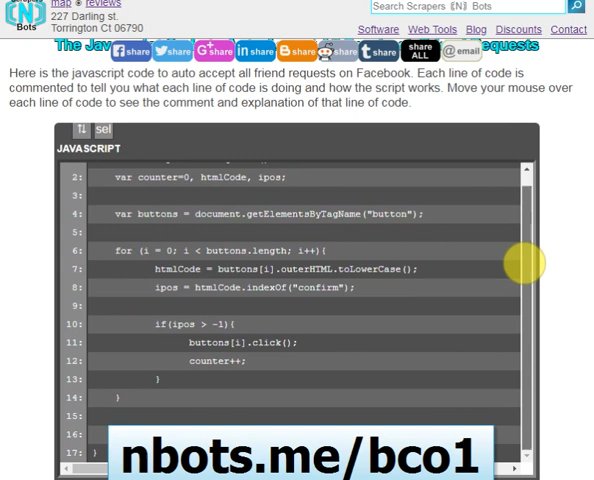 Scrapers
{N}
Bots
map reviews
227 Darling st.
Torrington Ct 06790
Search Scrapers {N} Bots
Software Web Tools Blog Discounts Contact
The Jav equests
share share share share share share share share ALL @email
Here is the javascript code to auto accept all friend requests on Facebook. Each line of code is
commented to tell you what each line of code is doing and how the script works. Move your mouse over
each line of code to see the comment and explanation of that line of code.
sel
JAVASCRIPT
2: var counter=0, htmlCode, ipos;
3:
4: var buttons = document.getElementsByTagName("button");
5:
6: for (i = 0; i < buttons.length; i++){
7: htmlCode = buttons[i].outerHTML.toLowerCase();
8: ipos = htmlCode.indexOf("confirm");
9:
10: if(ipos > -1){
11: buttons[i].click();
12: counter++;
13: }
14: }
15:
16:
17: }
nbots.me/bco1